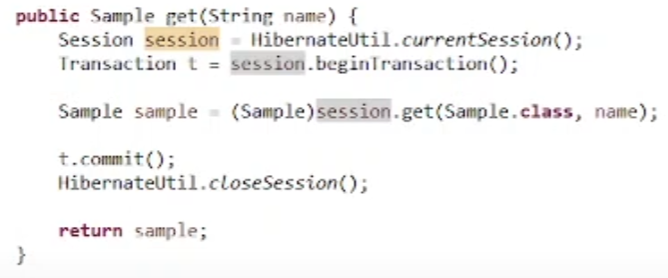 public Sample get(String name) {
Session session = HibernateUtil.currentSession();
Transaction t = session.beginTransaction();
Sample sample = (Sample)session.get(Sample.class, name);
t.commit();
HibernateUtil.closeSession();
return sample;
}